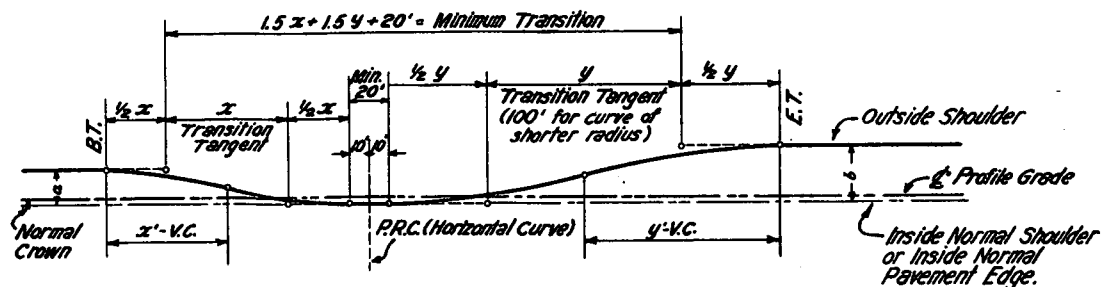 1.5 x + 1.5 y + 20' = Minimum Transition
½ x
x
½ x
Min.
20'
½ y
y
½ y
B.T.
Transition
Tangent
Transition Tangent
(100' for curve of
shorter radius)
E.T.
Outside Shoulder
10'
10'
a
b
Profile Grade
Normal
Crown
x'-V.C.
P.R.C. (Horizontal Curve)
y'-V.C.
Inside Normal Shoulder
or Inside Normal
Pavement Edge.